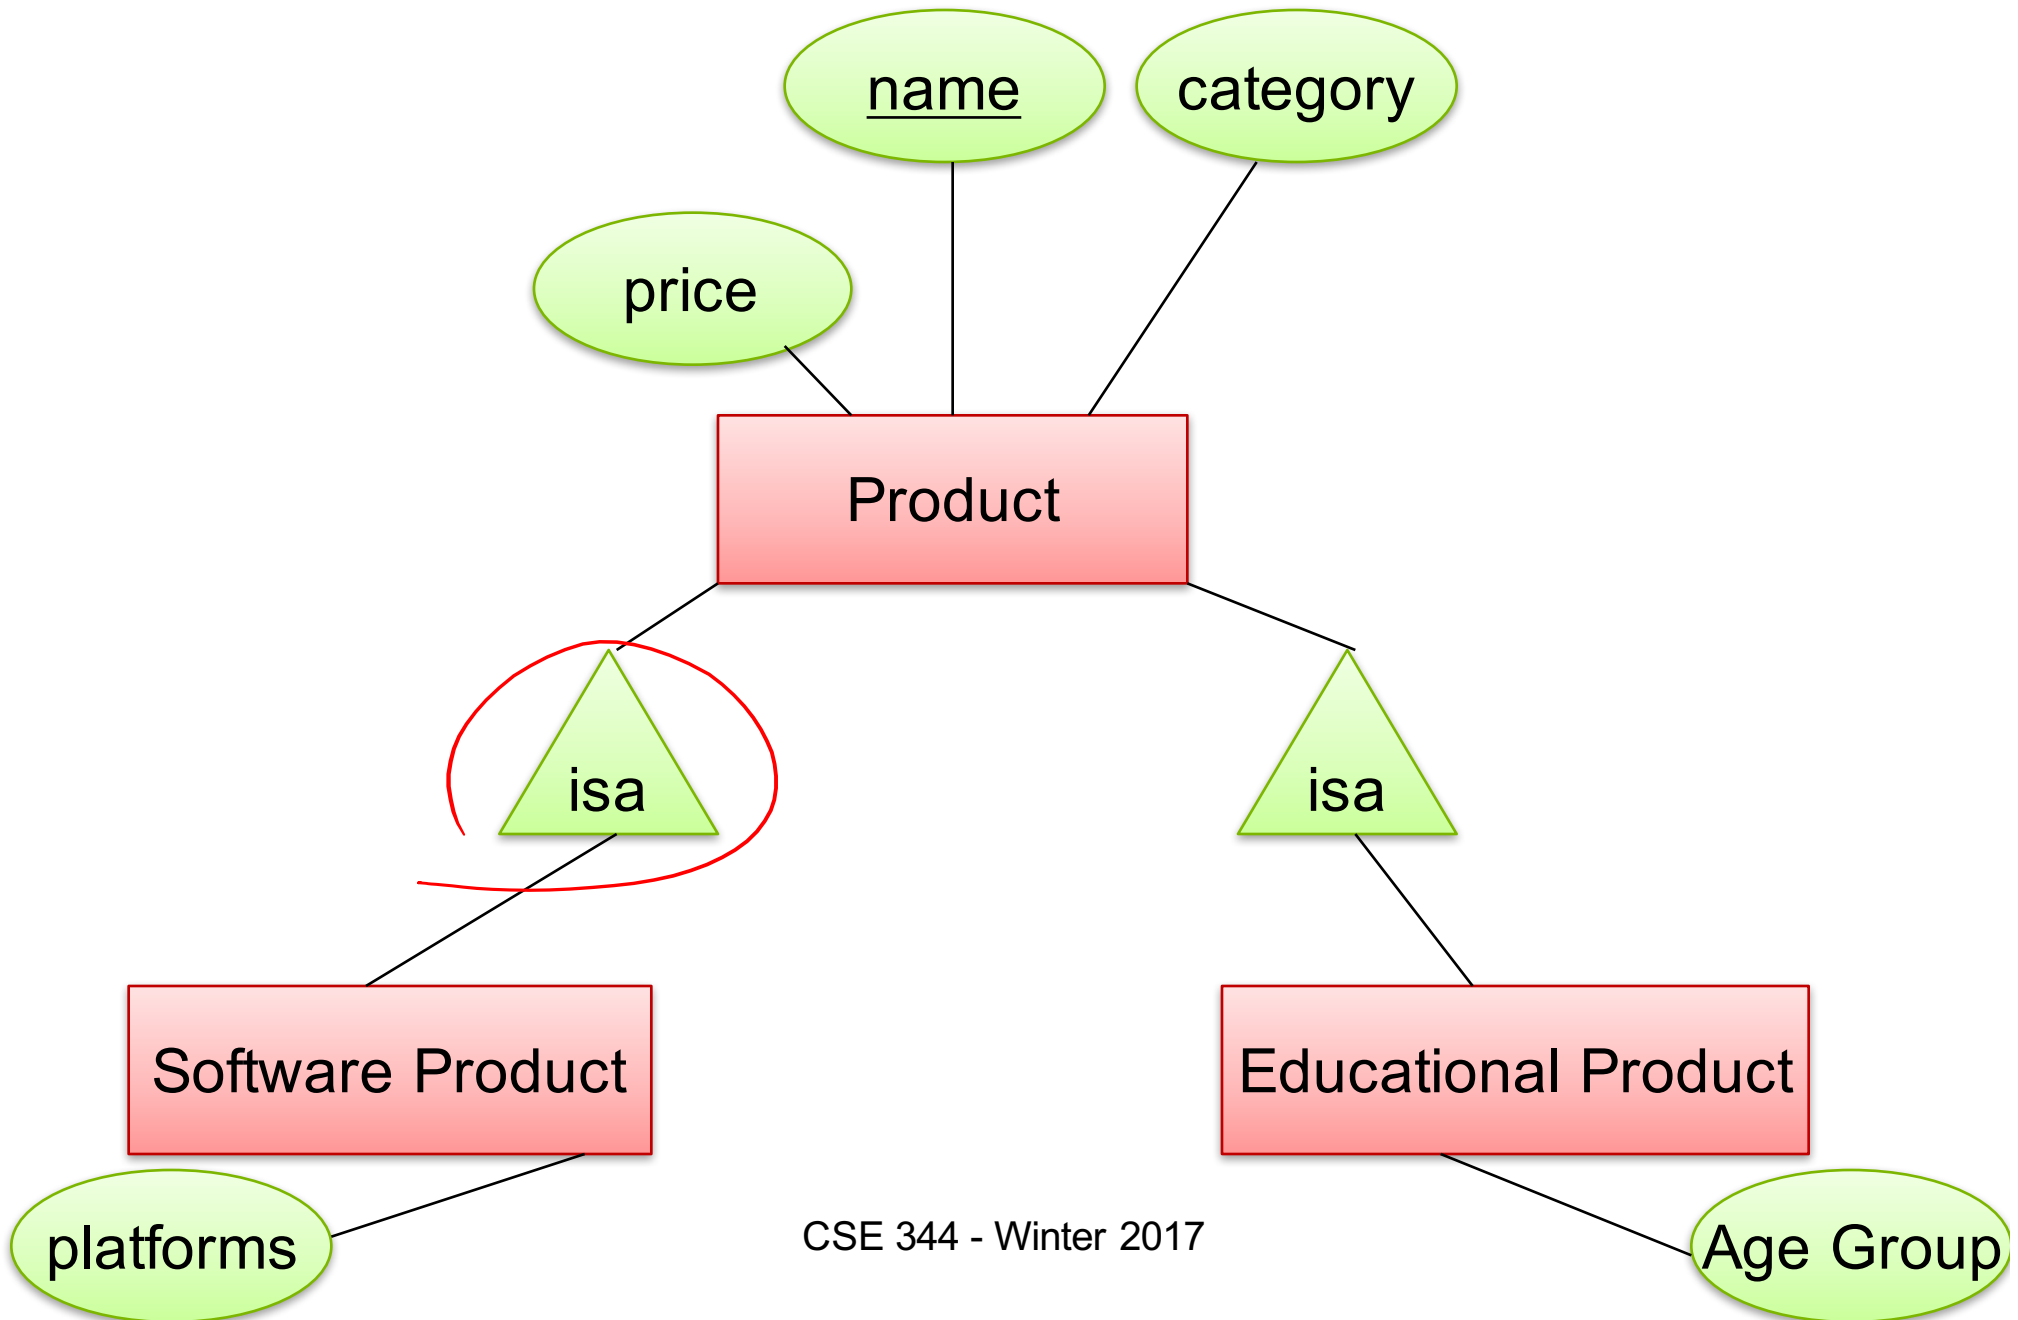 name
category
price
Product
isa
isa
Software Product
Educational Product
platforms
CSE 344 - Winter 2017
Age Group